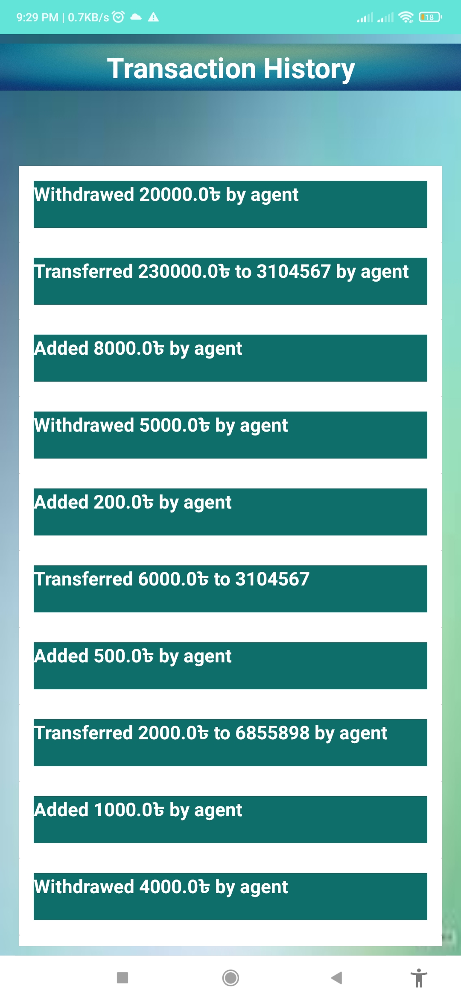 9:29 PM | 0.7KB/s
18
Transaction History
Withdrawed 20000.0৳ by agent
Transferred 230000.0৳ to 3104567 by agent
Added 8000.0৳ by agent
Withdrawed 5000.0৳ by agent
Added 200.0৳ by agent
Transferred 6000.0৳ to 3104567
Added 500.0৳ by agent
Transferred 2000.0৳ to 6855898 by agent
Added 1000.0৳ by agent
Withdrawed 4000.0৳ by agent